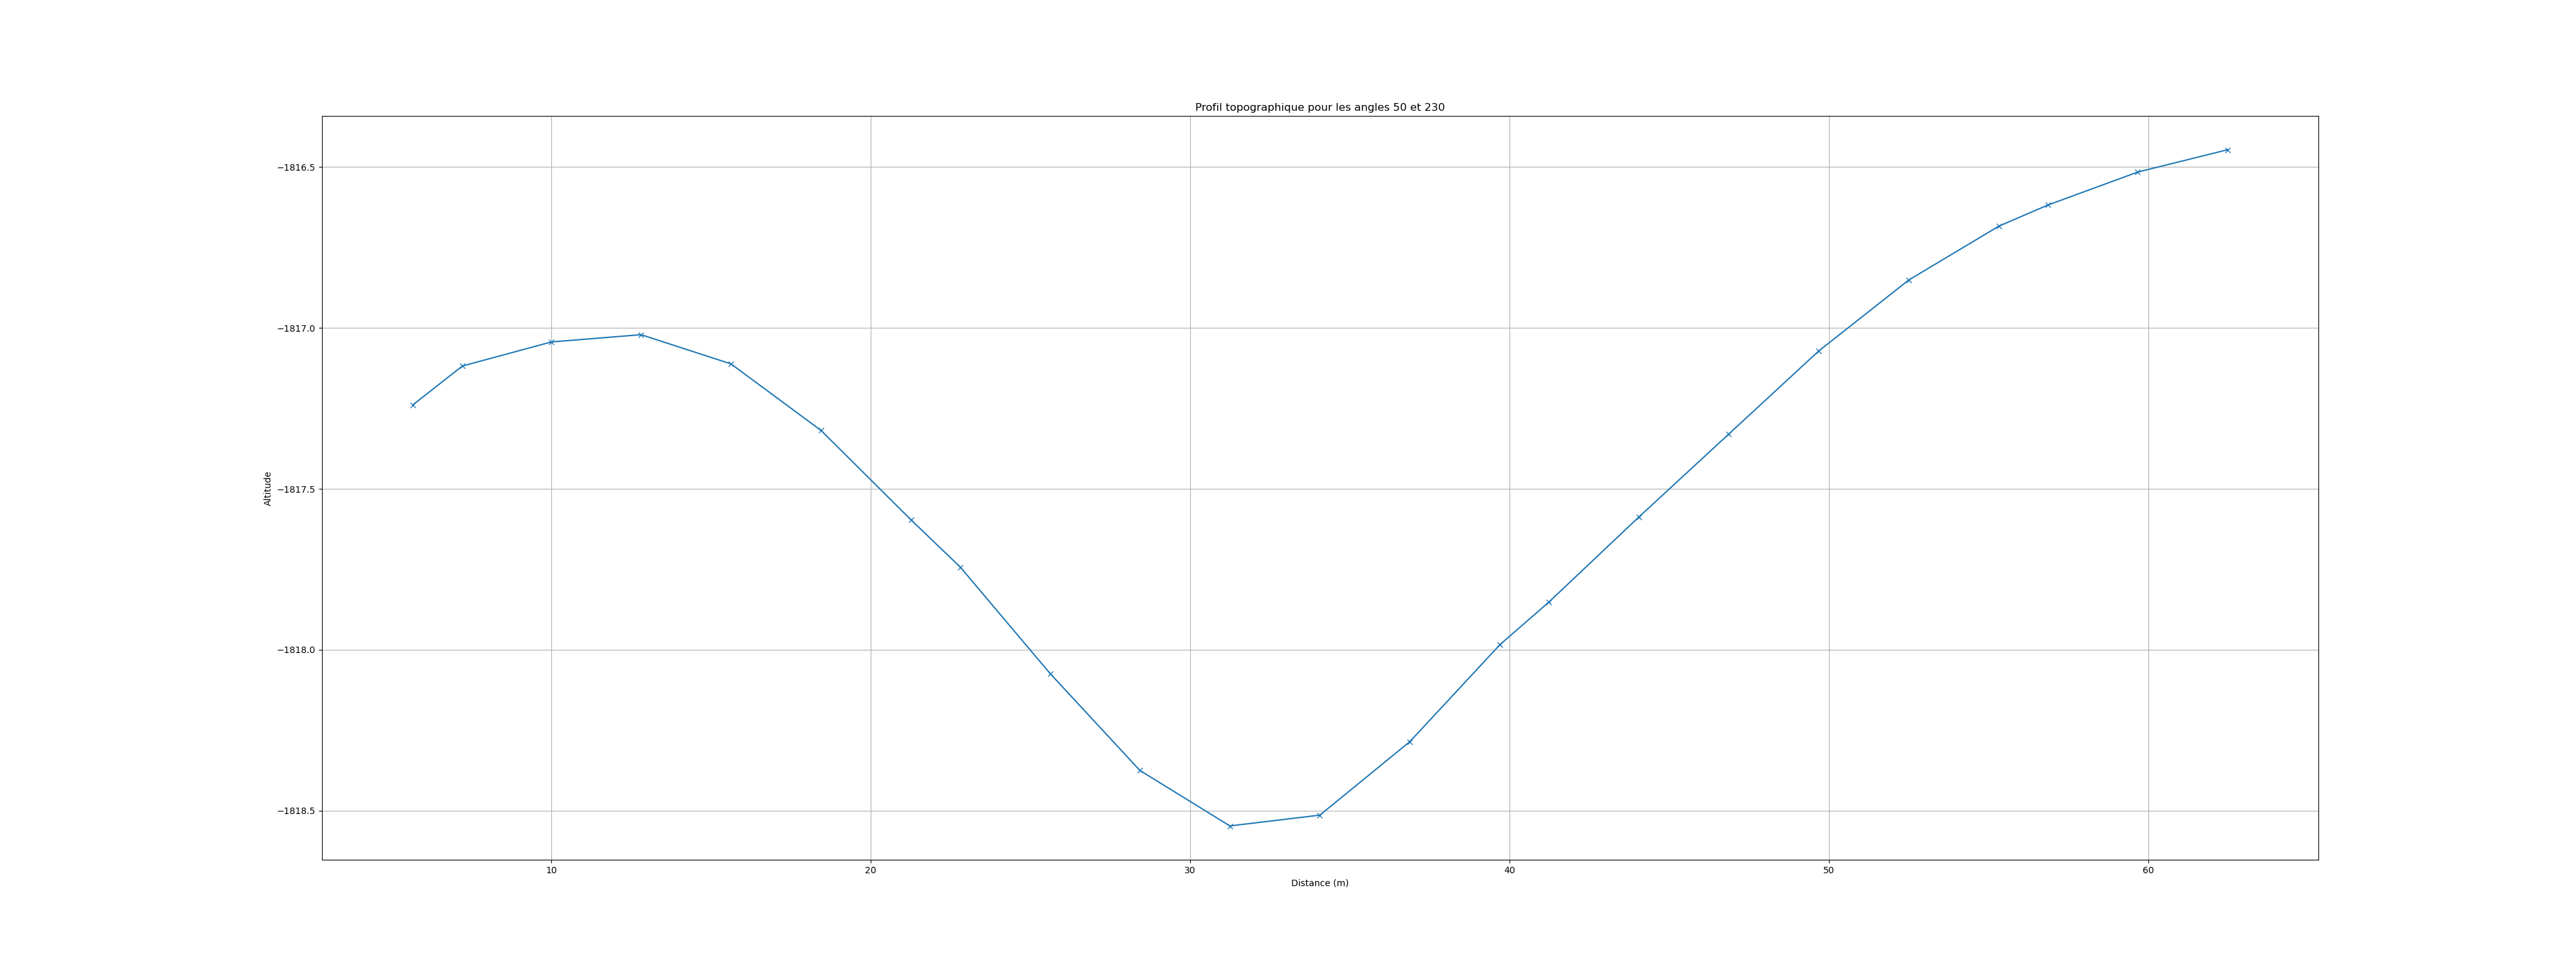 Profil topographique pour les angles 50 et 230
−1816.5
−1817.0
−1817.5
−1818.0
−1818.5
Altitude
10 20 30 40 50 60
Distance (m)